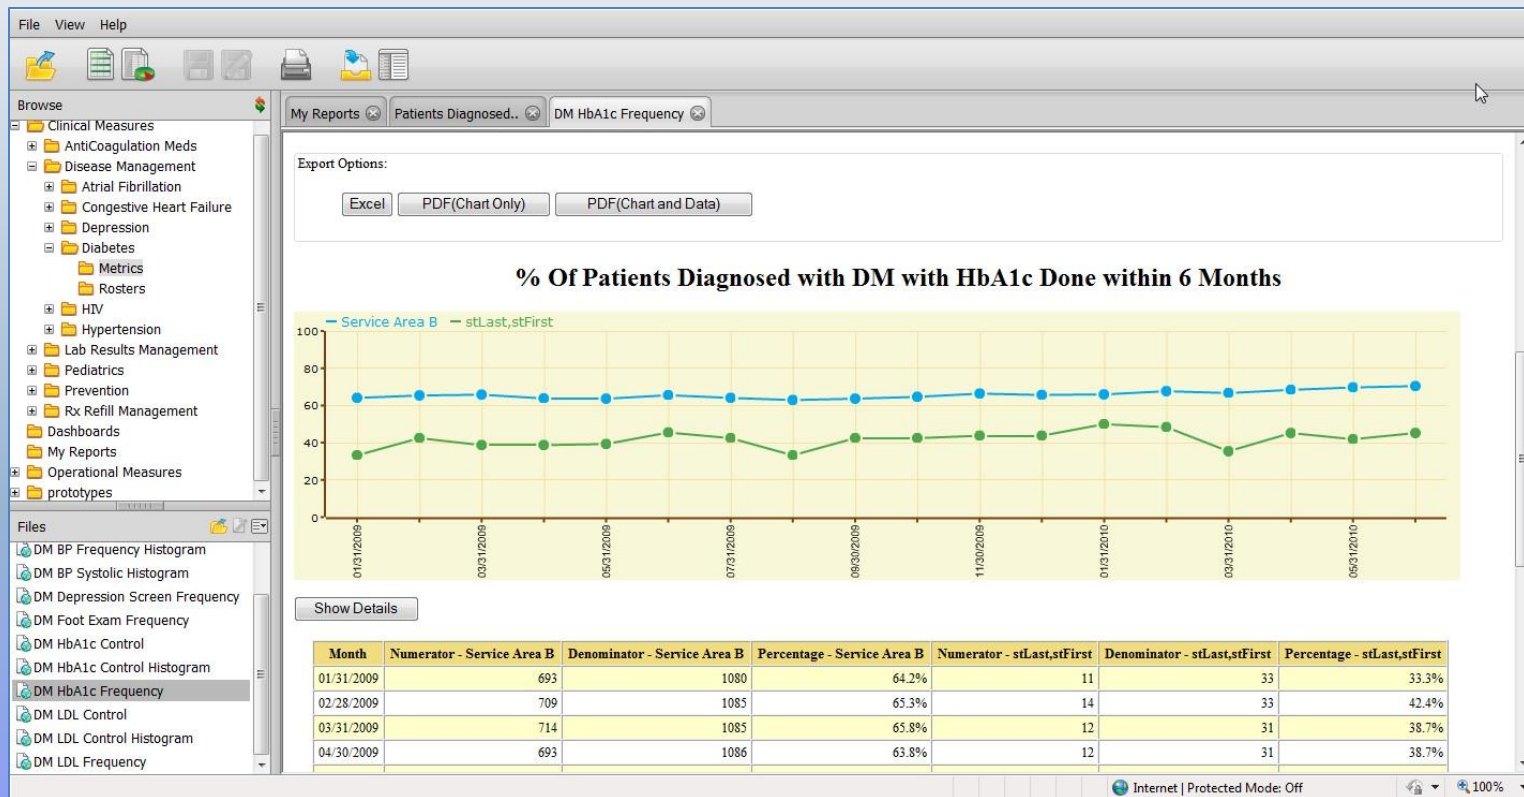 File View Help
Browse
Clinical Measures
AntiCoagulation Meds
Disease Management
Atrial Fibrillation
Congestive Heart Failure
Depression
Diabetes
Metrics
Rosters
HIV
Hypertension
Lab Results Management
Pediatrics
Prevention
Rx Refill Management
Dashboards
My Reports
Operational Measures
prototypes
Files
DM BP Frequency Histogram
DM BP Systolic Histogram
DM Depression Screen Frequency
DM Foot Exam Frequency
DM HbA1c Control
DM HbA1c Control Histogram
DM HbA1c Frequency
DM LDL Control
DM LDL Control Histogram
DM LDL Frequency
My Reports Patients Diagnosed.. DM HbA1c Frequency
Export Options:
Excel PDF(Chart Only) PDF(Chart and Data)
% Of Patients Diagnosed with DM with HbA1c Done within 6 Months
Service Area B stLast,stFirst
100
80
60
40
20
0
01/31/2009 03/31/2009 05/31/2009 07/31/2009 09/30/2009 11/30/2009 01/31/2010 03/31/2010 05/31/2010
Show Details
Month Numerator - Service Area B Denominator - Service Area B Percentage - Service Area B Numerator - stLast,stFirst Denominator - stLast,stFirst Percentage - stLast,stFirst
01/31/2009 693 1080 64.2% 11 33 33.3%
02/28/2009 709 1085 65.3% 14 33 42.4%
03/31/2009 714 1085 65.8% 12 31 38.7%
04/30/2009 693 1086 63.8% 12 31 38.7%
Internet | Protected Mode: Off 100%